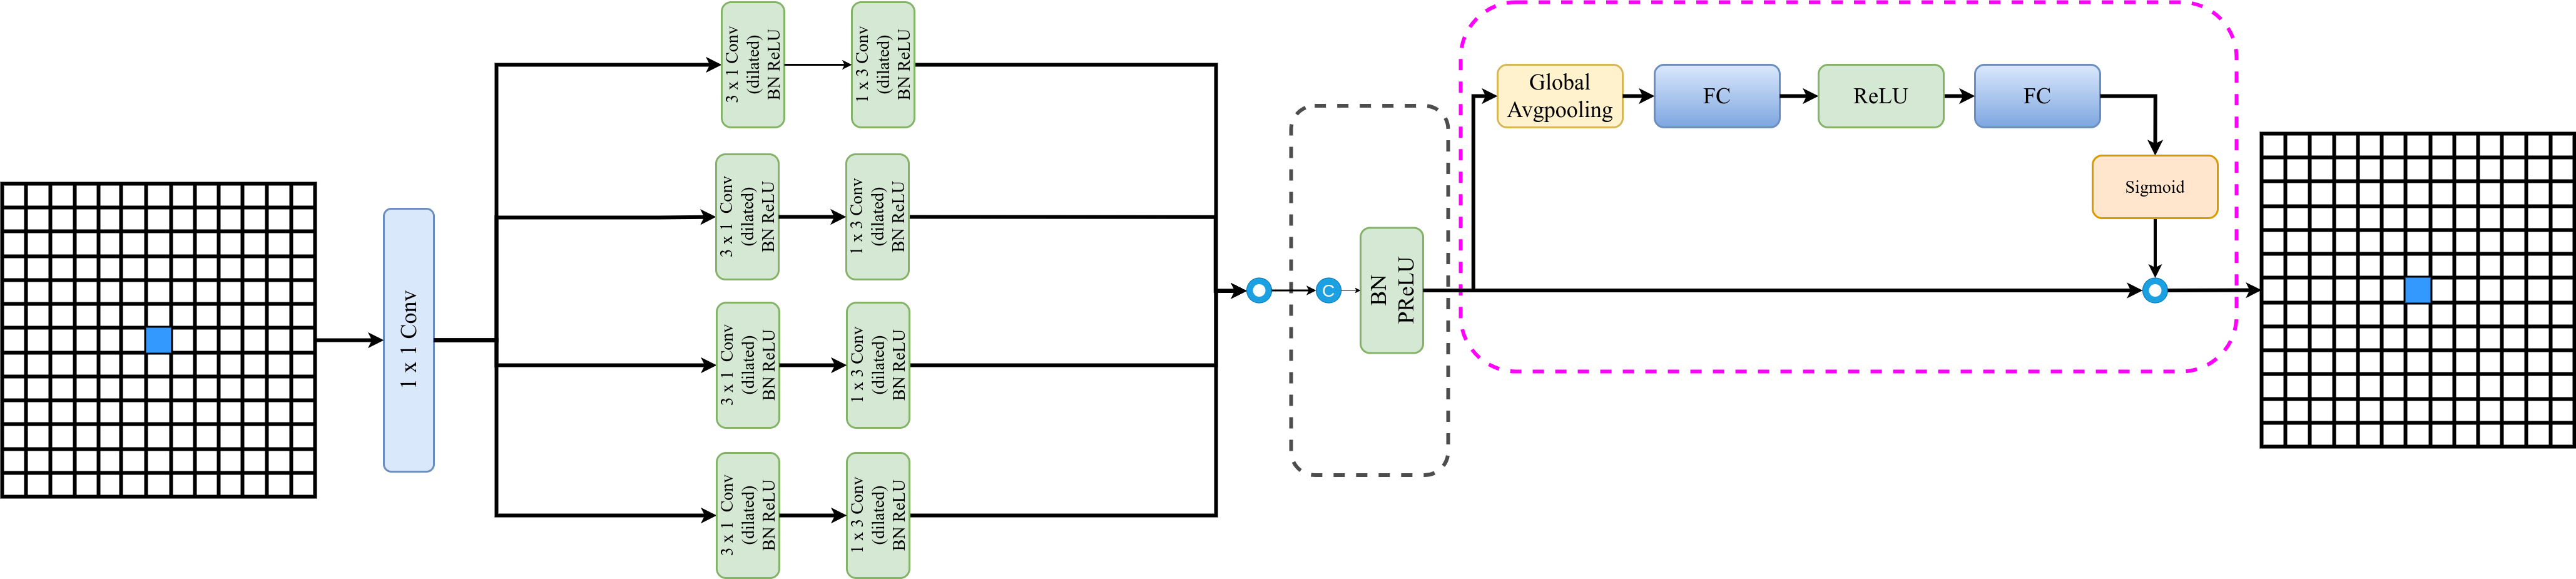 1 x 1 Conv
3 x 1 Conv
(dilated)
BN ReLU
1 x 3 Conv
(dilated)
BN ReLU
3 x 1 Conv
(dilated)
BN ReLU
1 x 3 Conv
(dilated)
BN ReLU
3 x 1 Conv
(dilated)
BN ReLU
1 x 3 Conv
(dilated)
BN ReLU
3 x 1 Conv
(dilated)
BN ReLU
1 x 3 Conv
(dilated)
BN ReLU
C
BN
PReLU
Global
Avgpooling
FC
ReLU
FC
Sigmoid